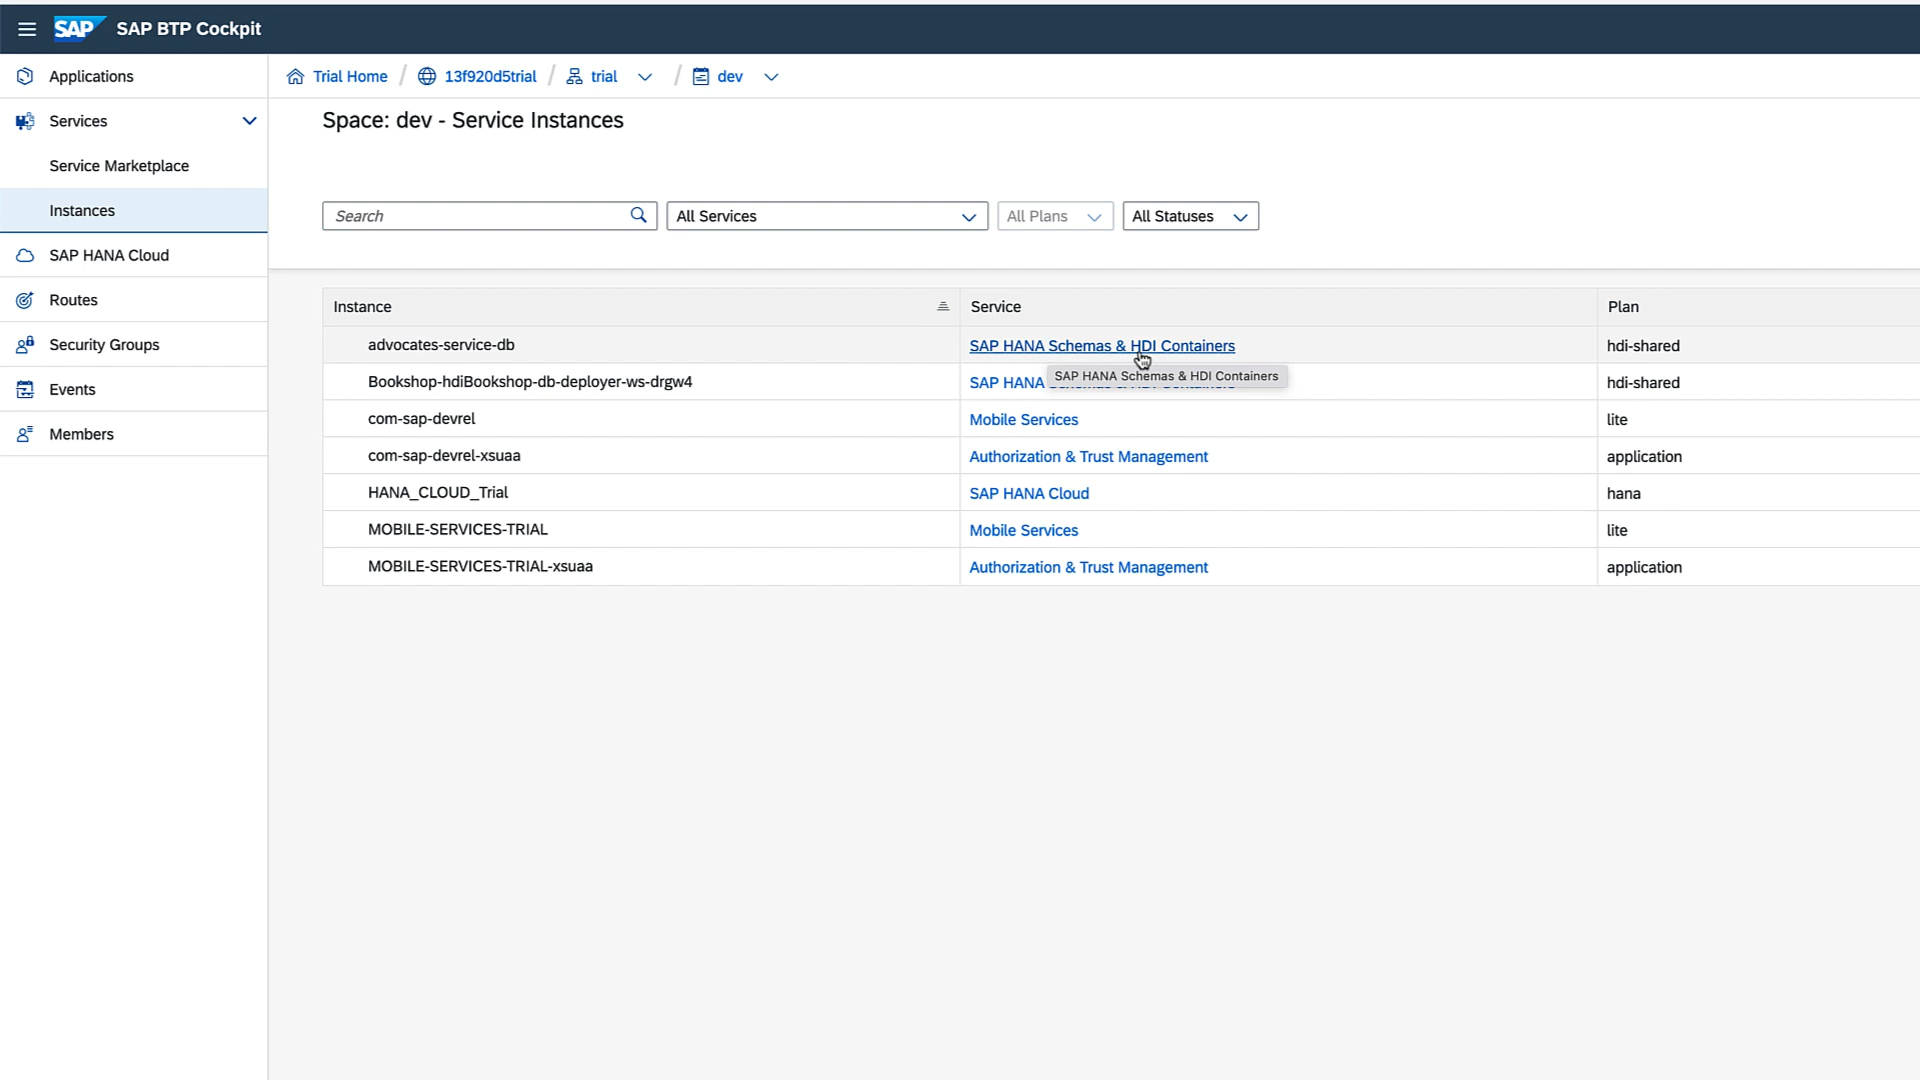 SAP SAP BTP Cockpit
Applications
Services
Service Marketplace
Instances
SAP HANA Cloud
Routes
Security Groups
Events
Members
Trial Home / 13f920d5trial / trial / dev
Space: dev - Service Instances
Search All Services All Plans All Statuses
Instance Service Plan
advocates-service-db SAP HANA Schemas & HDI Containers hdi-shared
SAP HANA Schemas & HDI Containers
Bookshop-hdiBookshop-db-deployer-ws-drgw4 SAP HANA hdi-shared
com-sap-devrel Mobile Services lite
com-sap-devrel-xsuaa Authorization & Trust Management application
HANA_CLOUD_Trial SAP HANA Cloud hana
MOBILE-SERVICES-TRIAL Mobile Services lite
MOBILE-SERVICES-TRIAL-xsuaa Authorization & Trust Management application